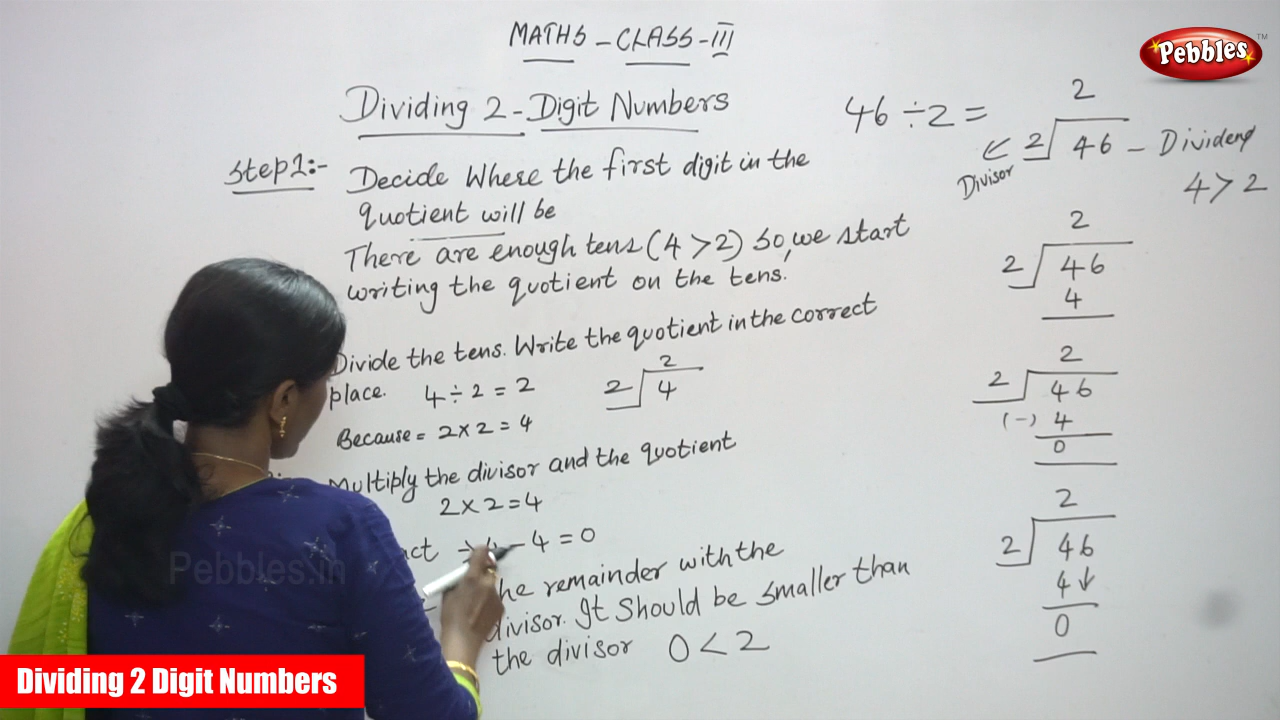 MATHS - CLASS - III
Pebbles™
Dividing 2 - Digit Numbers
Step1:-
Decide Where the first digit in the
quotient will be
There are enough tens (4 > 2) So, we start
writing the quotient on the tens.
Divide the tens. Write the quotient in the correct
place. 4 ÷ 2 = 2
2
2 4
Because = 2 × 2 = 4
Multiply the divisor and the quotient
2 × 2 = 4
- 4 = 0
the remainder with the
divisor. It Should be smaller than
the divisor 0 < 2
46 ÷ 2 =
2
2 46 - Dividend
Divisor
4 > 2
2
2 46
4
2
2 46
(-) 4
0
2
2 46
4 ↓
0
Pebbles.in
Dividing 2 Digit Numbers